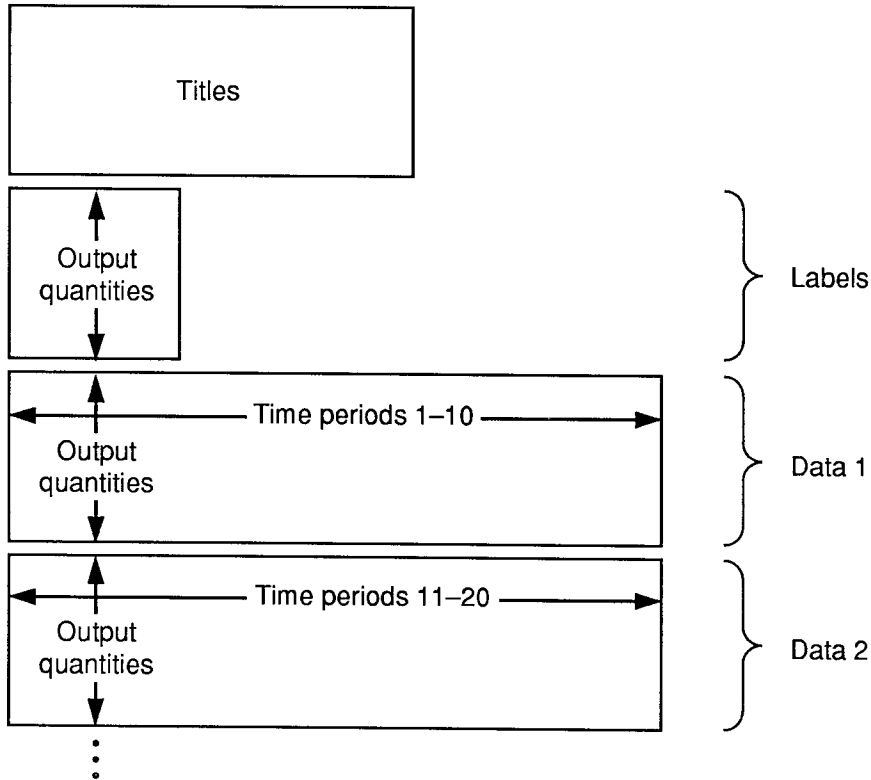 Titles
Output
quantities
Labels
Time periods 1–10
Output
quantities
Data 1
Time periods 11–20
Output
quantities
Data 2